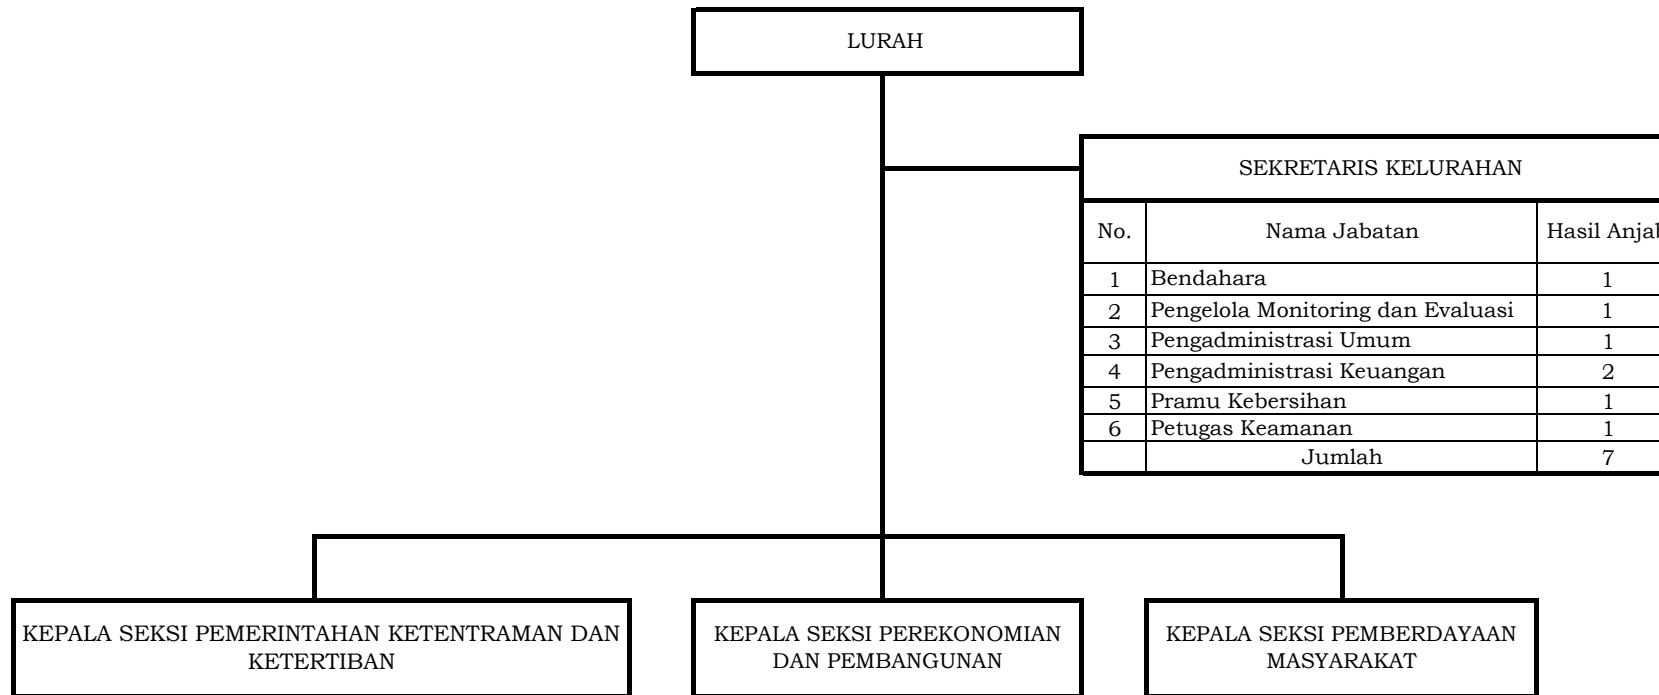 LURAH
SEKRETARIS KELURAHAN
No. Nama Jabatan Hasil Anjab
1 Bendahara 1
2 Pengelola Monitoring dan Evaluasi 1
3 Pengadministrasi Umum 1
4 Pengadministrasi Keuangan 2
5 Pramu Kebersihan 1
6 Petugas Keamanan 1
Jumlah 7
KEPALA SEKSI PEMERINTAHAN KETENTRAMAN DAN
KETERTIBAN
KEPALA SEKSI PEREKONOMIAN
DAN PEMBANGUNAN
KEPALA SEKSI PEMBERDAYAAN
MASYARAKAT